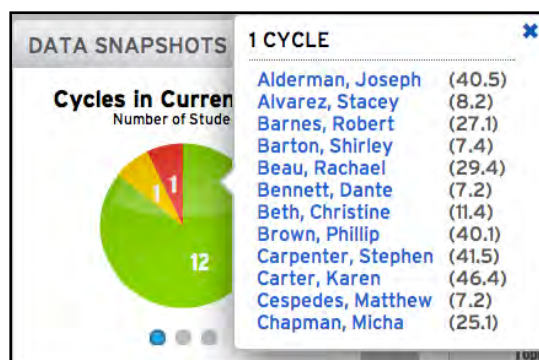 DATA SNAPSHOTS
Cycles in Curren
Number of Stude
1
1
12
1 CYCLE
Alderman, Joseph (40.5)
Alvarez, Stacey (8.2)
Barnes, Robert (27.1)
Barton, Shirley (7.4)
Beau, Rachael (29.4)
Bennett, Dante (7.2)
Beth, Christine (11.4)
Brown, Phillip (40.1)
Carpenter, Stephen (41.5)
Carter, Karen (46.4)
Cespedes, Matthew (7.2)
Chapman, Micha (25.1)